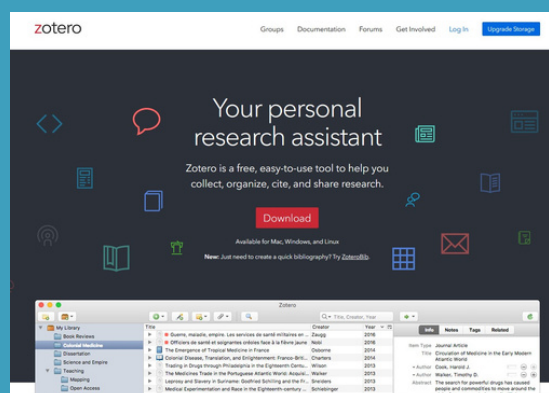 zotero
Groups Documentation Forums Get Involved Log In Upgrade Storage
Your personal
research assistant
Zotero is a free, easy-to-use tool to help you
collect, organize, cite, and share research.
Download
Available for Mac, Windows, and Linux
New: Just need to create a quick bibliography? Try ZoteroBib.
Zotero
Title, Creator, Year
My Library
Book Reviews
Colonial Medicine
Dissertation
Science and Empire
Teaching
Mapping
Open Access
Title Creator Year
Guerre, maladie, empire. Les services de santé militaires en ... Zaugg 2016
Officiers de santé et soignantes créoles face à la fièvre jaune Nobi 2016
The Emergence of Tropical Medicine in France Osborne 2014
Colonial Disease, Translation, and Enlightenment: Franco-Briti... Charters 2014
Trading in Drugs through Philadelphia in the Eighteenth Centu... Wilson 2013
The Medicines Trade in the Portuguese Atlantic World: Acquisi... Walker 2013
Leprosy and Slavery in Suriname: Godfried Schilling and the Fr... Snelders 2013
Medical Experimentation and Race in the Eighteenth-century ... Schiebinger 2013
Info Notes Tags Related
Item Type Journal Article
Title Circulation of Medicine in the Early Modern
Atlantic World
Author Cook, Harold J.
Author Walker, Timothy D.
Abstract The search for powerful drugs has caused
people and commodities to move around the